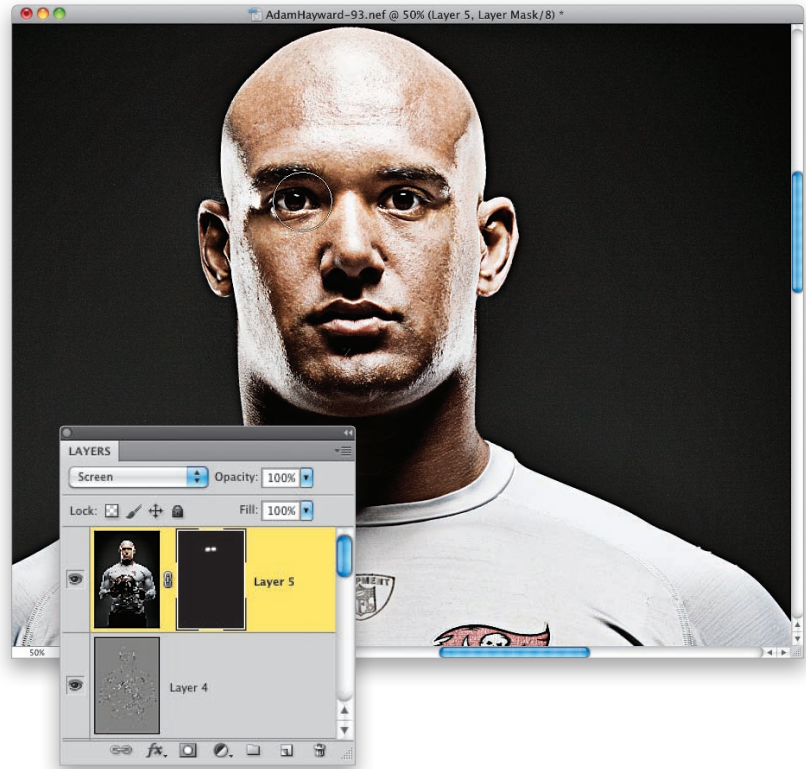 AdamHayward-93.nef @ 50% (Layer 5, Layer Mask/8) *
LAYERS
Screen
Opacity: 100%
Lock:
Fill: 100%
Layer 5
Layer 4
50%
fx.